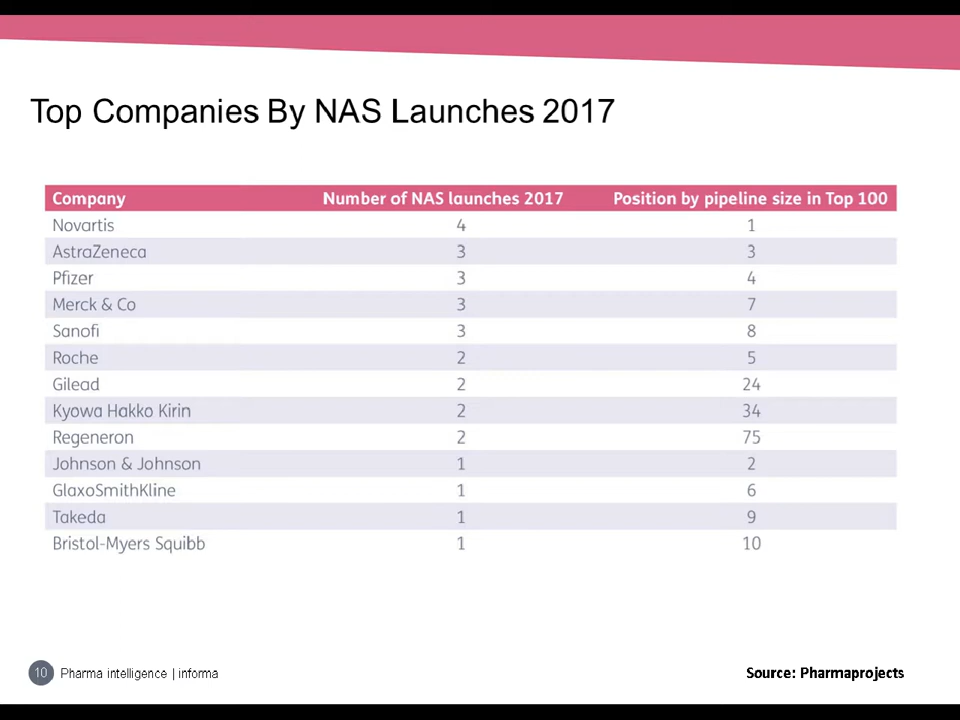 Top Companies By NAS Launches 2017
Company Number of NAS launches 2017 Position by pipeline size in Top 100
Novartis 4 1
AstraZeneca 3 3
Pfizer 3 4
Merck & Co 3 7
Sanofi 3 8
Roche 2 5
Gilead 2 24
Kyowa Hakko Kirin 2 34
Regeneron 2 75
Johnson & Johnson 1 2
GlaxoSmithKline 1 6
Takeda 1 9
Bristol-Myers Squibb 1 10
10 Pharma intelligence | informa Source: Pharmaprojects